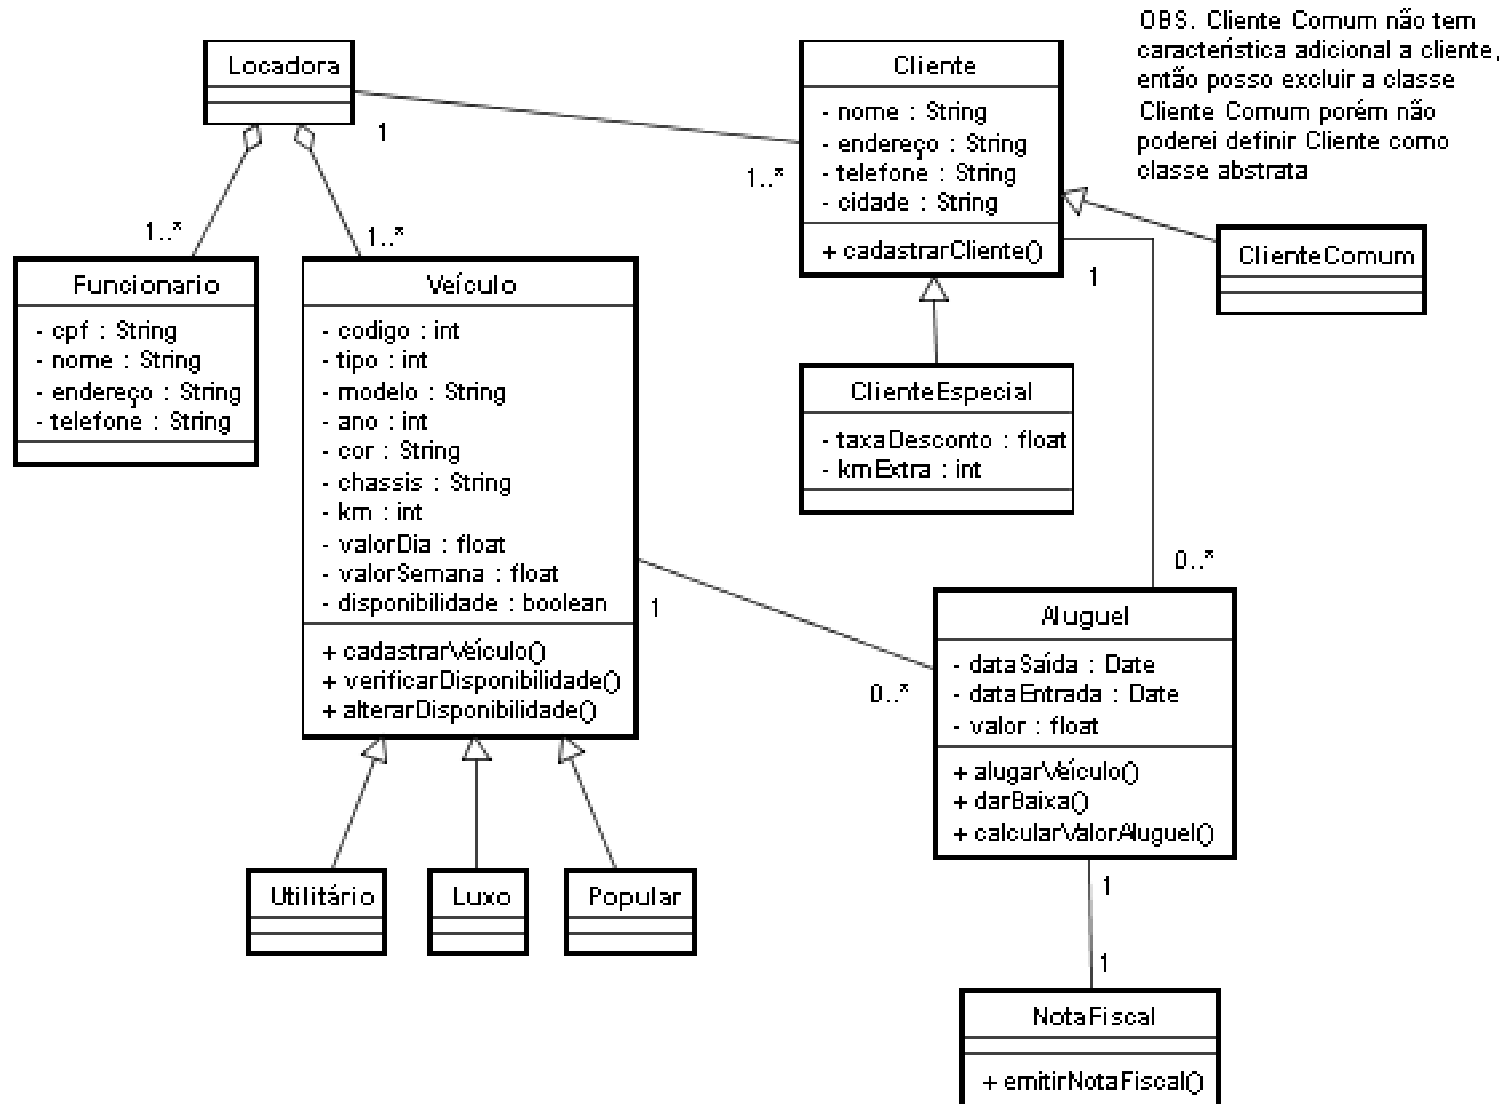 OBS. Cliente Comum não tem
característica adicional a cliente,
então posso excluir a classe
Cliente Comum porém não
poderei definir Cliente como
classe abstrata
Locadora
1
1..*
1..*
1..*
Cliente
- nome : String
- endereço : String
- telefone : String
- cidade : String
+ cadastrarCliente()
1
ClienteComum
Funcionario
- cpf : String
- nome : String
- endereço : String
- telefone : String
Veículo
- codigo : int
- tipo : int
- modelo : String
- ano : int
- cor : String
- chassis : String
- km : int
- valorDia : float
- valorSemana : float
- disponibilidade : boolean
+ cadastrarVeículo()
+ verificarDisponibilidade()
+ alterarDisponibilidade()
1
ClienteEspecial
- taxaDesconto : float
- kmExtra : int
0..*
0..*
Aluguel
- dataSaída : Date
- dataEntrada : Date
- valor : float
+ alugarVeículo()
+ darBaixa()
+ calcularValorAluguel()
Utilitário
Luxo
Popular
1
1
NotaFiscal
+ emitirNotaFiscal()